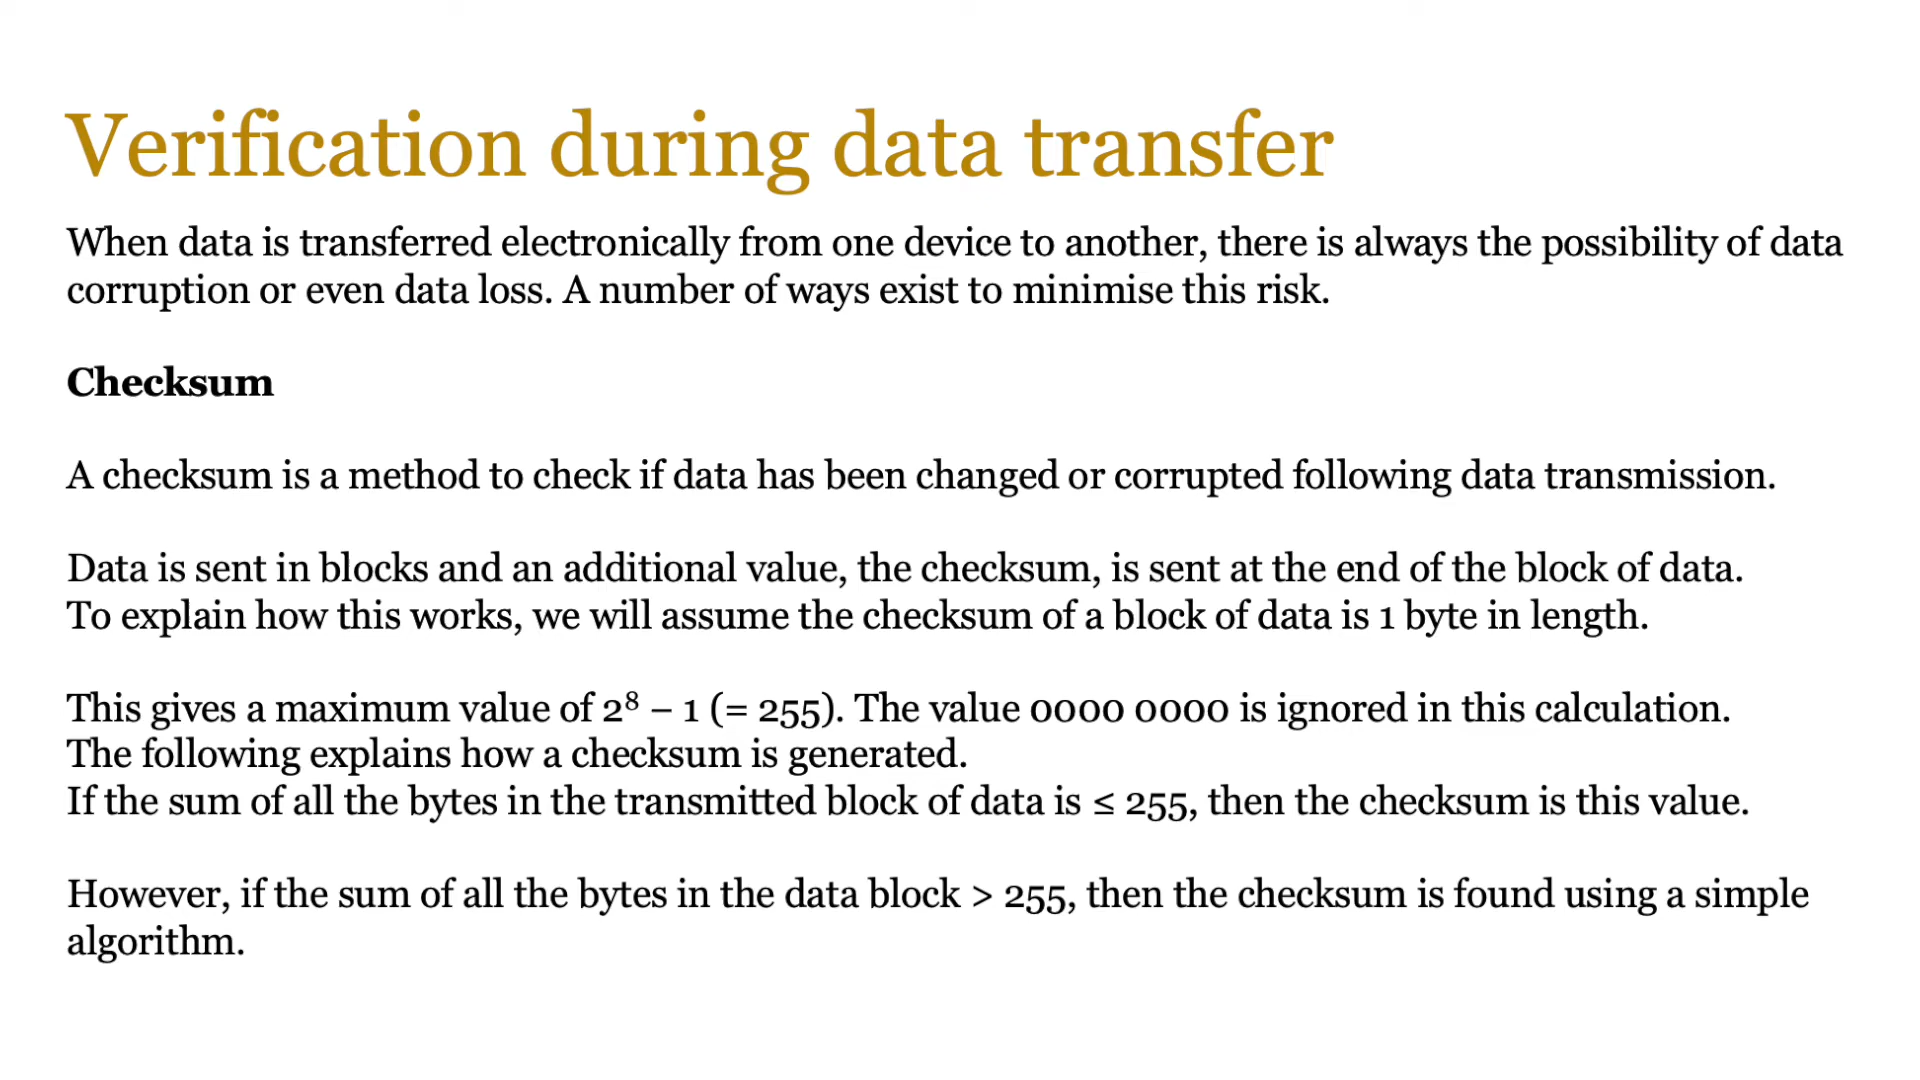 Verification during data transfer
When data is transferred electronically from one device to another, there is always the possibility of data
corruption or even data loss. A number of ways exist to minimise this risk.
Checksum
A checksum is a method to check if data has been changed or corrupted following data transmission.
Data is sent in blocks and an additional value, the checksum, is sent at the end of the block of data.
To explain how this works, we will assume the checksum of a block of data is 1 byte in length.
This gives a maximum value of 2⁸ – 1 (= 255). The value 0000 0000 is ignored in this calculation.
The following explains how a checksum is generated.
If the sum of all the bytes in the transmitted block of data is ≤ 255, then the checksum is this value.
However, if the sum of all the bytes in the data block > 255, then the checksum is found using a simple
algorithm.